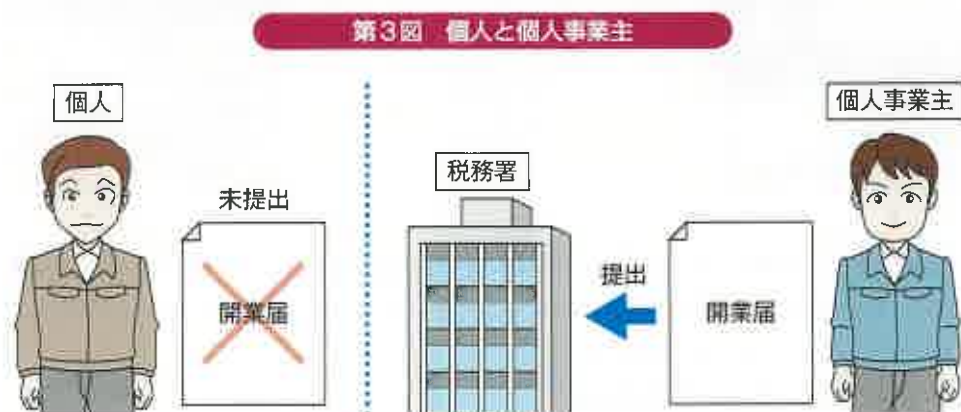 第3図 個人と個人事業主
個人
未提出
開業届
税務署
提出
開業届
個人事業主